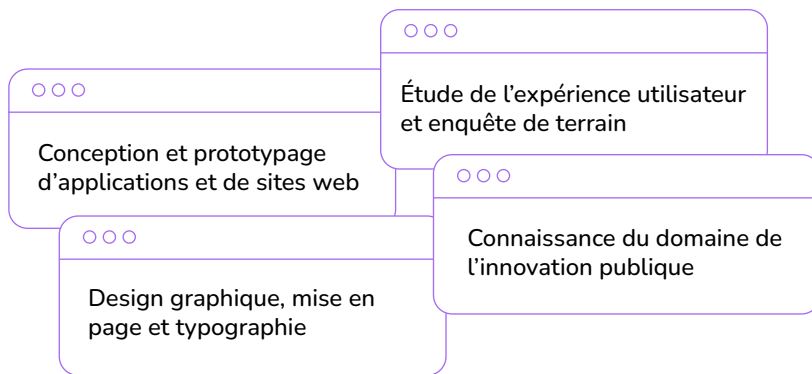 Étude de l’expérience utilisateur
et enquête de terrain
Conception et prototypage
d’applications et de sites web
Connaissance du domaine de
l’innovation publique
Design graphique, mise en
page et typographie